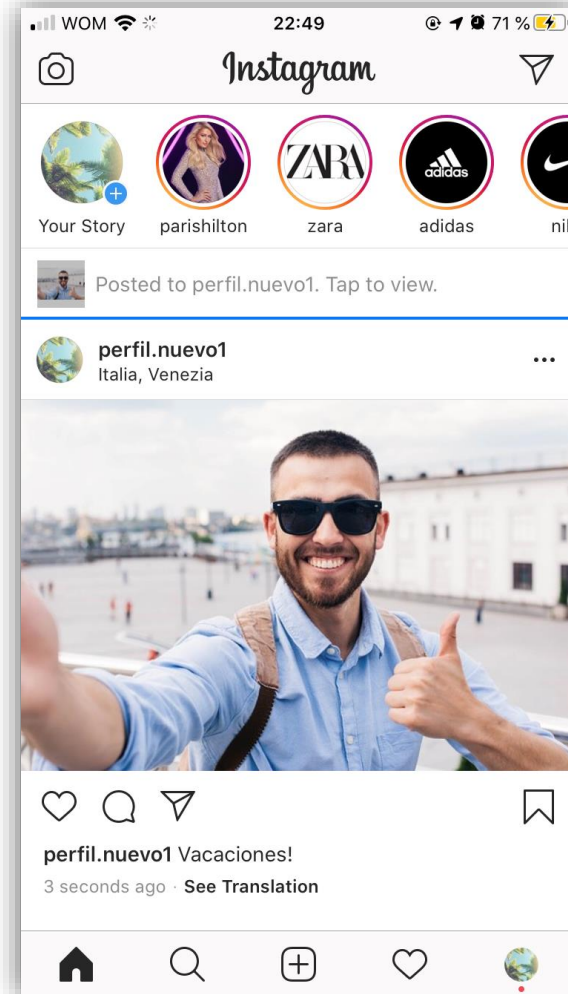 WOM 22:49 71 %
Instagram
ZARA adidas
Your Story parishilton zara adidas
Posted to perfil.nuevo1. Tap to view.
perfil.nuevo1
Italia, Venezia
perfil.nuevo1 Vacaciones!
3 seconds ago · See Translation